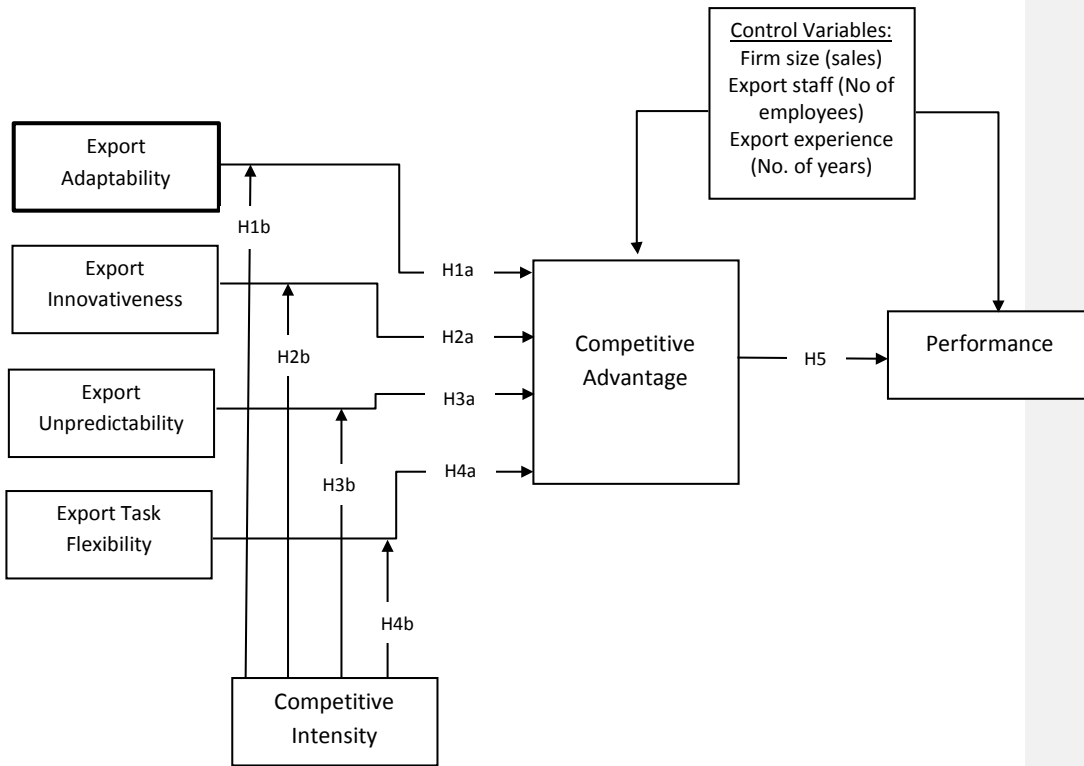 Control Variables:
Firm size (sales)
Export staff (No of
employees)
Export experience
(No. of years)
Export
Adaptability
H1b
Export
Innovativeness
H1a
H2a
H2b
Competitive
Advantage
H5
Performance
Export
Unpredictability
H3a
H3b
H4a
Export Task
Flexibility
H4b
Competitive
Intensity